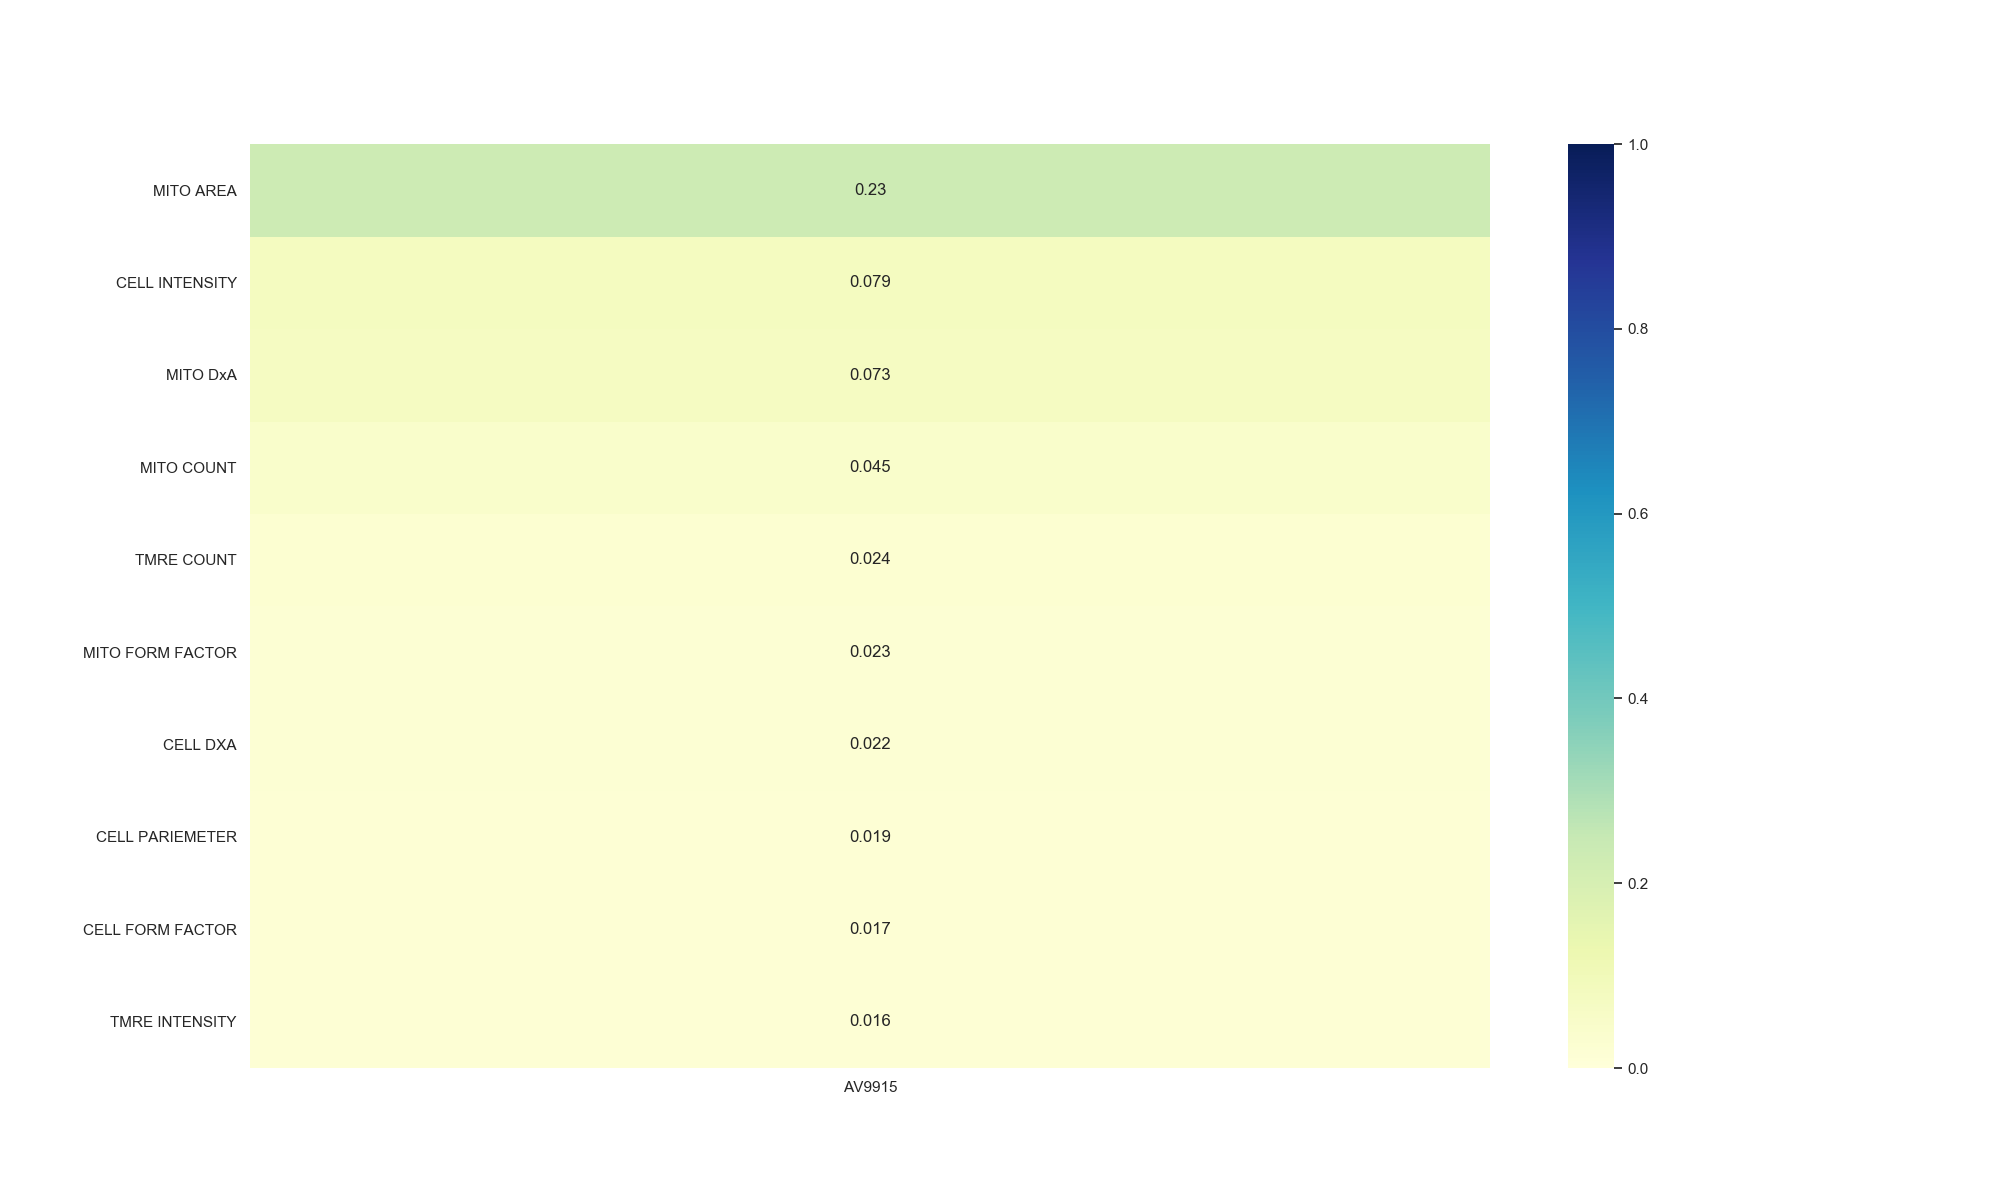 MITO AREA 0.23
CELL INTENSITY 0.079
MITO DxA 0.073
MITO COUNT 0.045
TMRE COUNT 0.024
MITO FORM FACTOR 0.023
CELL DXA 0.022
CELL PARIEMETER 0.019
CELL FORM FACTOR 0.017
TMRE INTENSITY 0.016
AV9915
1.0
0.8
0.6
0.4
0.2
0.0